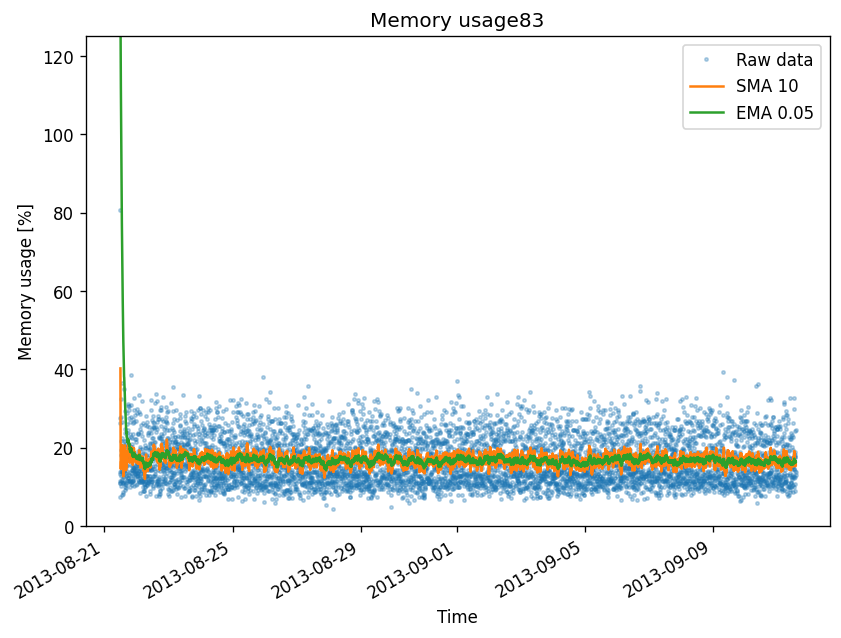 Memory usage83
Raw data
SMA 10
EMA 0.05
Memory usage [%]
120
100
80
60
40
20
0
2013-08-21
2013-08-25
2013-08-29
2013-09-01
2013-09-05
2013-09-09
Time